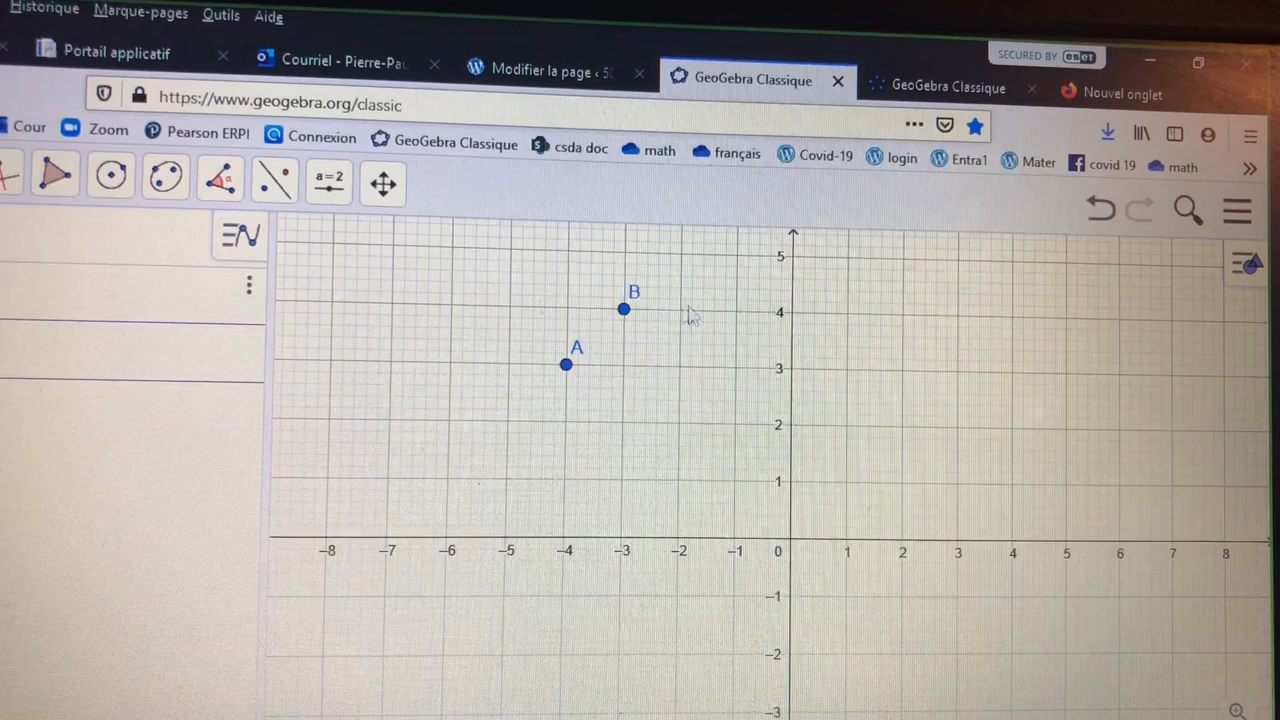 Historique Marque-pages Outils Aide
SECURED BY eset
Portail applicatif
Courriel - Pierre-Pau
Modifier la page ‹ 50
GeoGebra Classique
GeoGebra Classique
Nouvel onglet
https://www.geogebra.org/classic
Cour Zoom Pearson ERPI Connexion GeoGebra Classique csda doc math français Covid-19 login Entra1 Mater covid 19 math
a=2
5
B
4
A
3
2
1
–8 –7 –6 –5 –4 –3 –2 –1 0 1 2 3 4 5 6 7 8
–1
–2
–3